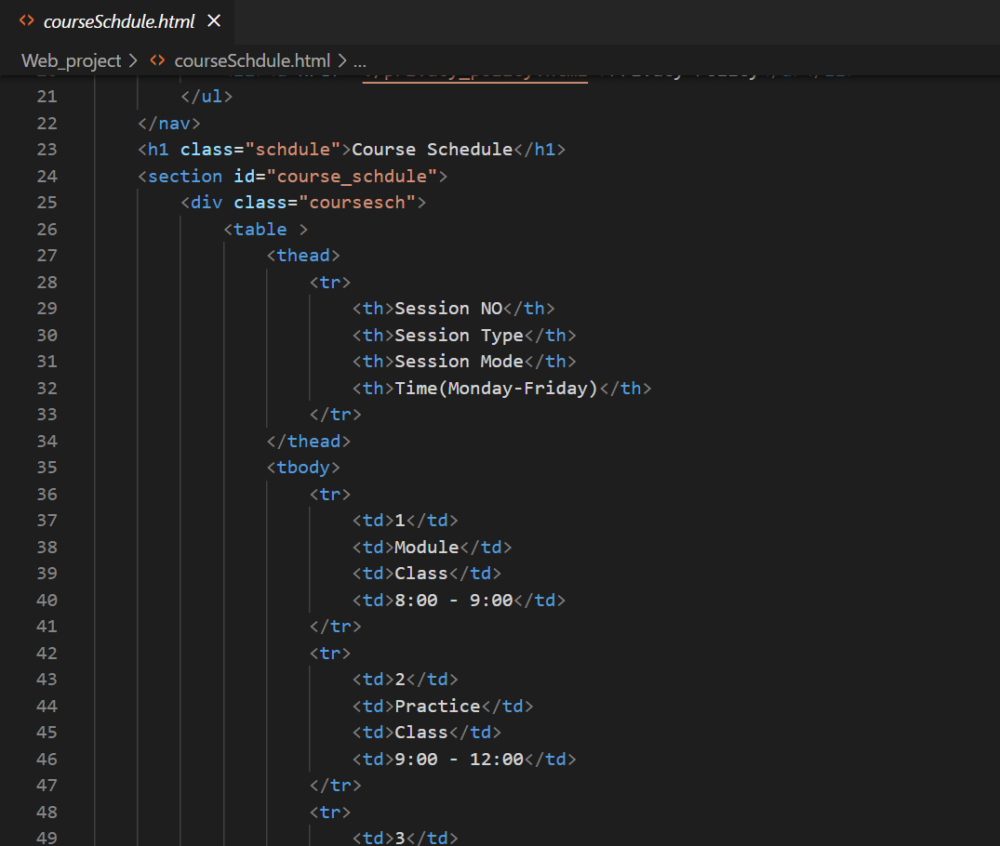 courseSchdule.html
Web_project > courseSchdule.html > ...
21 </ul>
22 </nav>
23 <h1 class="schdule">Course Schedule</h1>
24 <section id="course_schdule">
25 <div class="coursesch">
26 <table >
27 <thead>
28 <tr>
29 <th>Session NO</th>
30 <th>Session Type</th>
31 <th>Session Mode</th>
32 <th>Time(Monday-Friday)</th>
33 </tr>
34 </thead>
35 <tbody>
36 <tr>
37 <td>1</td>
38 <td>Module</td>
39 <td>Class</td>
40 <td>8:00 - 9:00</td>
41 </tr>
42 <tr>
43 <td>2</td>
44 <td>Practice</td>
45 <td>Class</td>
46 <td>9:00 - 12:00</td>
47 </tr>
48 <tr>
49 <td>3</td>